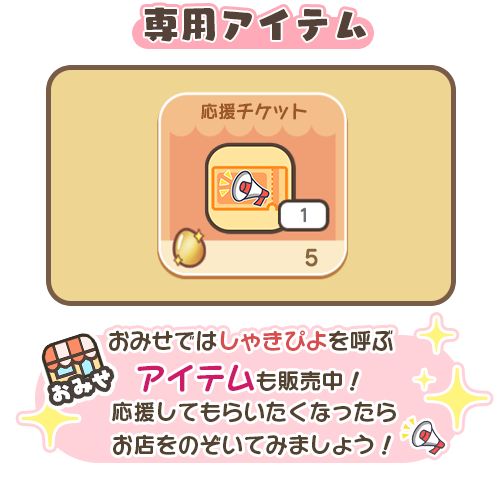 専用アイテム
応援チケット
1
5
おみせではしゃきぴよを呼ぶ
おみせ
アイテムも販売中！
応援してもらいたくなったら
お店をのぞいてみましょう！